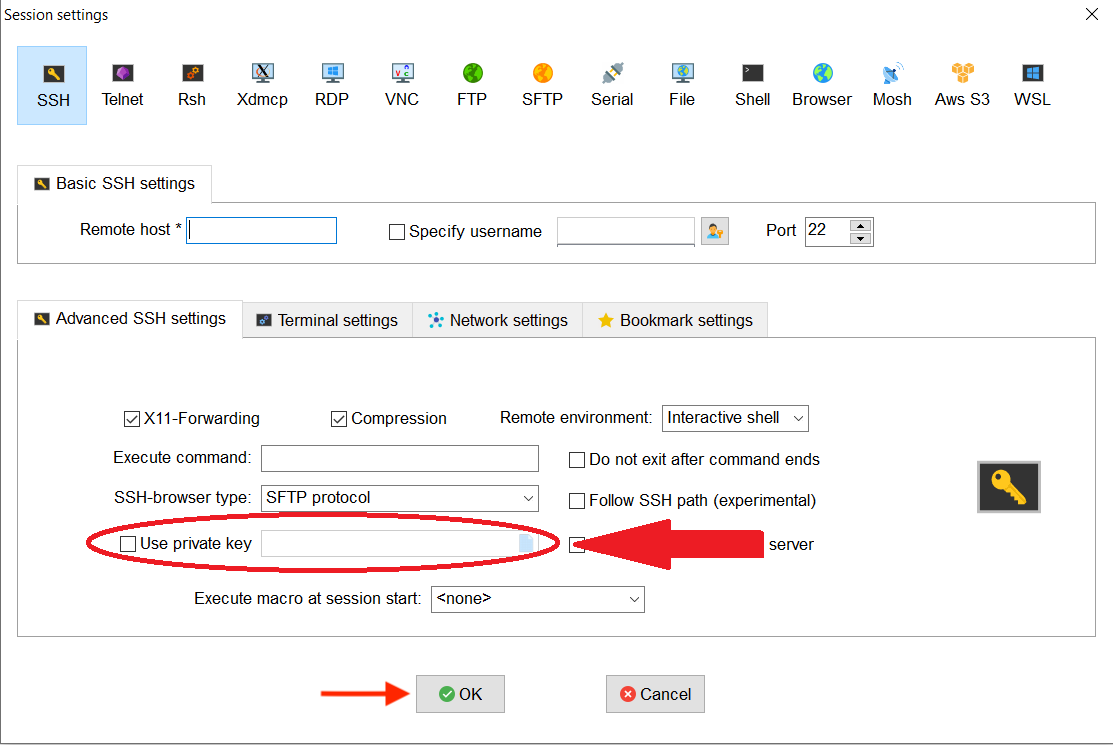 Session settings
SSH Telnet Rsh Xdmcp RDP VNC FTP SFTP Serial File Shell Browser Mosh Aws S3 WSL
Basic SSH settings
Remote host * Specify username Port 22
Advanced SSH settings Terminal settings Network settings Bookmark settings
X11-Forwarding Compression Remote environment: Interactive shell
Execute command: Do not exit after command ends
SSH-browser type: SFTP protocol Follow SSH path (experimental)
Use private key server
Execute macro at session start: <none>
OK Cancel